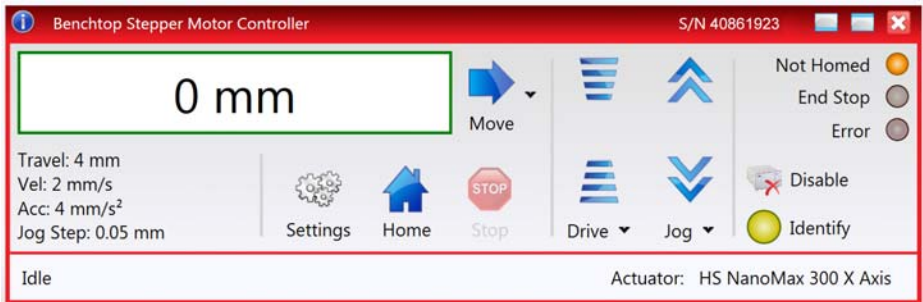 Benchtop Stepper Motor Controller S/N 40861923
0 mm
Move
Not Homed
End Stop
Error
Travel: 4 mm
Vel: 2 mm/s
Acc: 4 mm/s²
Jog Step: 0.05 mm
Settings
Home
STOP
Stop
Drive
Jog
Disable
Identify
Idle
Actuator: HS NanoMax 300 X Axis